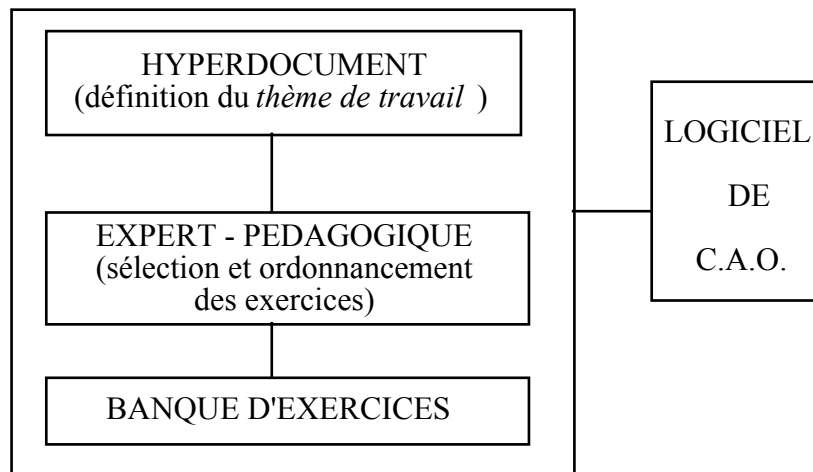 HYPERDOCUMENT
(définition du thème de travail )
EXPERT - PEDAGOGIQUE
(sélection et ordonnancement
des exercices)
BANQUE D'EXERCICES
LOGICIEL
DE
C.A.O.